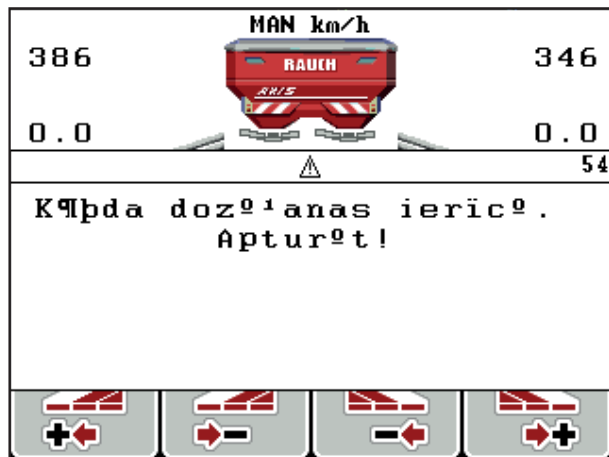 MAN km/h
386
346
RAUCH
AXIS
0.0
0.0
54
K¶þda dozº¹anas ierïcº.
Apturºt!